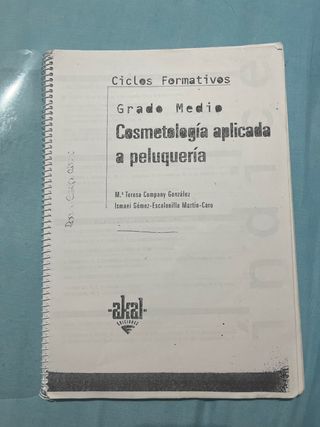 Ciclos Formativos
Grado Medio
Cosmetología aplicada
a peluquería
M.ª Teresa Company González
Ismael Gómez-Escalonilla Martín-Caro
-akal-
EDICIONES